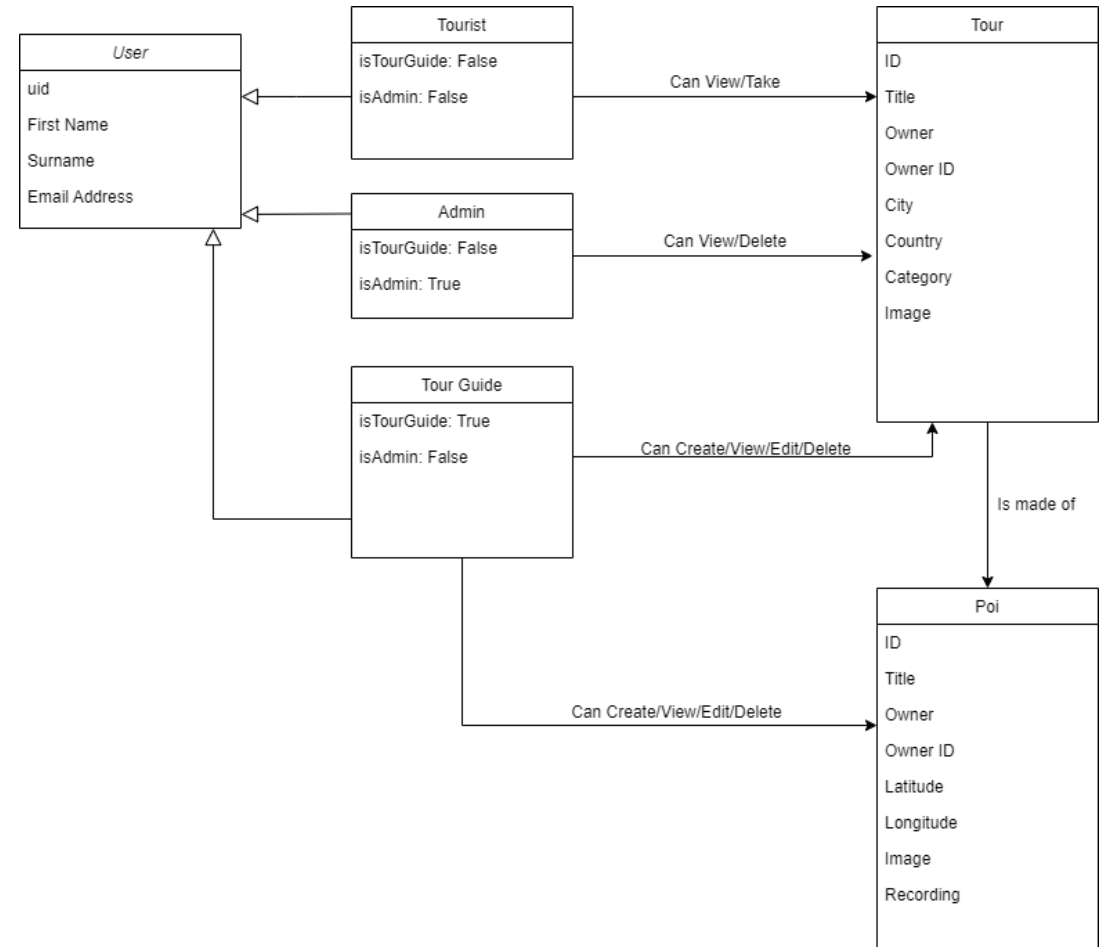 User
uid
First Name
Surname
Email Address
Tourist
isTourGuide: False
isAdmin: False
Can View/Take
Admin
isTourGuide: False
isAdmin: True
Can View/Delete
Tour Guide
isTourGuide: True
isAdmin: False
Can Create/View/Edit/Delete
Can Create/View/Edit/Delete
Tour
ID
Title
Owner
Owner ID
City
Country
Category
Image
Is made of
Poi
ID
Title
Owner
Owner ID
Latitude
Longitude
Image
Recording